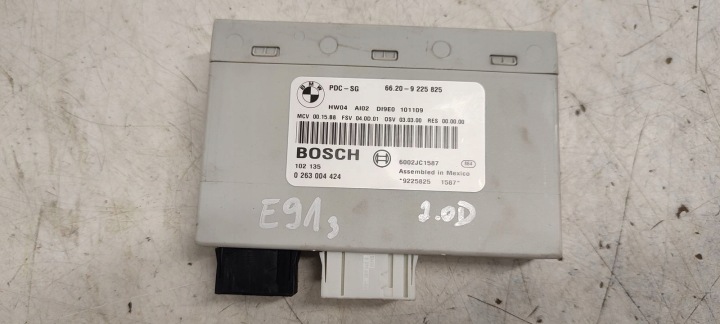 BMW
PDC-SG 66.20-9 225 825
HW04 AI02 DI9E0 101109
MCV 00.15.88 FSV 04.00.01 OSV 03.03.00 RES 00.00.00
BOSCH 6002JC1587
102 135 Assembled in Mexico
0 263 004 424 *9225825 1587*
E91, 2.0D